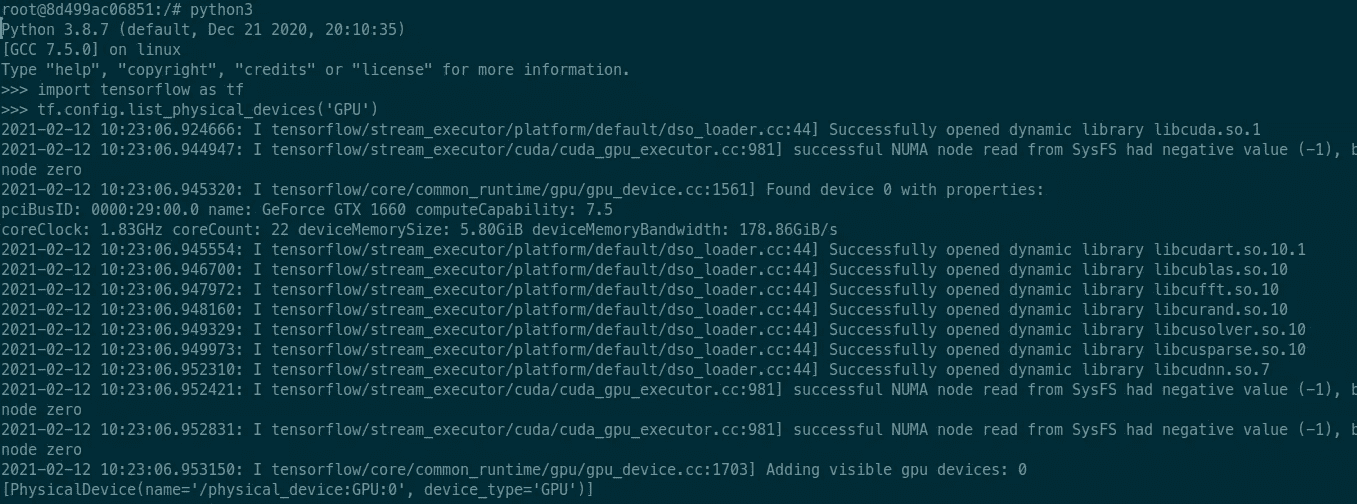 root@8d499ac06851:/# python3
Python 3.8.7 (default, Dec 21 2020, 20:10:35)
[GCC 7.5.0] on linux
Type "help", "copyright", "credits" or "license" for more information.
>>> import tensorflow as tf
>>> tf.config.list_physical_devices('GPU')
2021-02-12 10:23:06.924666: I tensorflow/stream_executor/platform/default/dso_loader.cc:44] Successfully opened dynamic library libcuda.so.1
2021-02-12 10:23:06.944947: I tensorflow/stream_executor/cuda/cuda_gpu_executor.cc:981] successful NUMA node read from SysFS had negative value (-1), b
node zero
2021-02-12 10:23:06.945320: I tensorflow/core/common_runtime/gpu/gpu_device.cc:1561] Found device 0 with properties:
pciBusID: 0000:29:00.0 name: GeForce GTX 1660 computeCapability: 7.5
coreClock: 1.83GHz coreCount: 22 deviceMemorySize: 5.80GiB deviceMemoryBandwidth: 178.86GiB/s
2021-02-12 10:23:06.945554: I tensorflow/stream_executor/platform/default/dso_loader.cc:44] Successfully opened dynamic library libcudart.so.10.1
2021-02-12 10:23:06.946700: I tensorflow/stream_executor/platform/default/dso_loader.cc:44] Successfully opened dynamic library libcublas.so.10
2021-02-12 10:23:06.947972: I tensorflow/stream_executor/platform/default/dso_loader.cc:44] Successfully opened dynamic library libcufft.so.10
2021-02-12 10:23:06.948160: I tensorflow/stream_executor/platform/default/dso_loader.cc:44] Successfully opened dynamic library libcurand.so.10
2021-02-12 10:23:06.949329: I tensorflow/stream_executor/platform/default/dso_loader.cc:44] Successfully opened dynamic library libcusolver.so.10
2021-02-12 10:23:06.949973: I tensorflow/stream_executor/platform/default/dso_loader.cc:44] Successfully opened dynamic library libcusparse.so.10
2021-02-12 10:23:06.952310: I tensorflow/stream_executor/platform/default/dso_loader.cc:44] Successfully opened dynamic library libcudnn.so.7
2021-02-12 10:23:06.952421: I tensorflow/stream_executor/cuda/cuda_gpu_executor.cc:981] successful NUMA node read from SysFS had negative value (-1), b
node zero
2021-02-12 10:23:06.952831: I tensorflow/stream_executor/cuda/cuda_gpu_executor.cc:981] successful NUMA node read from SysFS had negative value (-1), b
node zero
2021-02-12 10:23:06.953150: I tensorflow/core/common_runtime/gpu/gpu_device.cc:1703] Adding visible gpu devices: 0
[PhysicalDevice(name='/physical_device:GPU:0', device_type='GPU')]